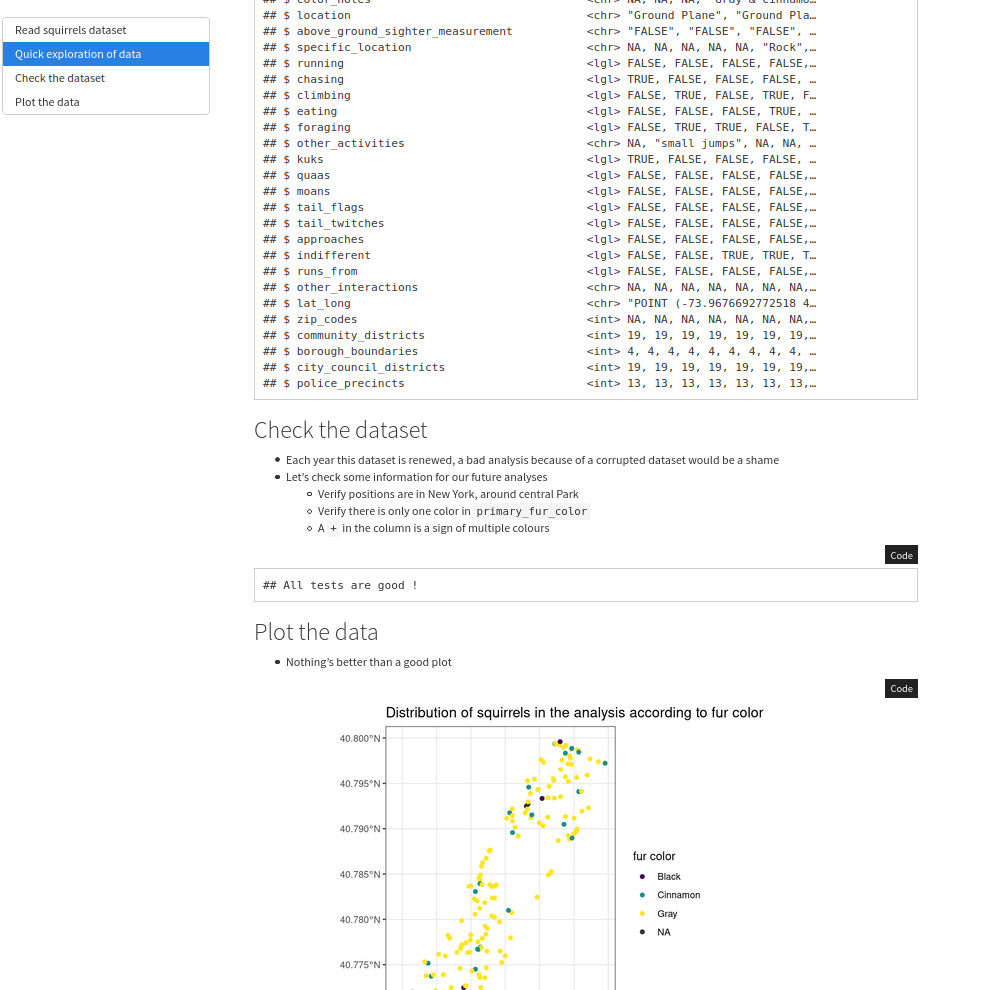 Read squirrels dataset
Quick exploration of data
Check the dataset
Plot the data
## $ color_notes <chr> NA, NA, NA, "Gray & Cinnamo…
## $ location <chr> "Ground Plane", "Ground Pla…
## $ above_ground_sighter_measurement <chr> "FALSE", "FALSE", "FALSE", …
## $ specific_location <chr> NA, NA, NA, NA, "Rock",…
## $ running <lgl> FALSE, FALSE, FALSE, FALSE,…
## $ chasing <lgl> TRUE, FALSE, FALSE, FALSE, …
## $ climbing <lgl> FALSE, TRUE, FALSE, TRUE, F…
## $ eating <lgl> FALSE, FALSE, FALSE, TRUE, …
## $ foraging <lgl> FALSE, TRUE, TRUE, FALSE, T…
## $ other_activities <chr> NA, "small jumps", NA, NA, …
## $ kuks <lgl> TRUE, FALSE, FALSE, FALSE, …
## $ quaas <lgl> FALSE, FALSE, FALSE, FALSE,…
## $ moans <lgl> FALSE, FALSE, FALSE, FALSE,…
## $ tail_flags <lgl> FALSE, FALSE, FALSE, FALSE,…
## $ tail_twitches <lgl> FALSE, FALSE, FALSE, FALSE,…
## $ approaches <lgl> FALSE, FALSE, FALSE, FALSE,…
## $ indifferent <lgl> FALSE, FALSE, TRUE, TRUE, T…
## $ runs_from <lgl> FALSE, FALSE, FALSE, FALSE,…
## $ other_interactions <chr> NA, NA, NA, NA, NA, NA, NA,…
## $ lat_long <chr> "POINT (-73.9676692772518 4…
## $ zip_codes <int> NA, NA, NA, NA, NA, NA, NA,…
## $ community_districts <int> 19, 19, 19, 19, 19, 19, 19,…
## $ borough_boundaries <int> 4, 4, 4, 4, 4, 4, 4, 4, 4, …
## $ city_council_districts <int> 19, 19, 19, 19, 19, 19, 19,…
## $ police_precincts <int> 13, 13, 13, 13, 13, 13, 13,…
Check the dataset
Each year this dataset is renewed, a bad analysis because of a corrupted dataset would be a shame
Let's check some information for our future analyses
Verify positions are in New York, around central Park
Verify there is only one color in primary_fur_color
A + in the column is a sign of multiple colours
Code
## All tests are good !
Plot the data
Nothing's better than a good plot
Code
Distribution of squirrels in the analysis according to fur color
40.800°N
40.795°N
40.790°N
40.785°N
40.780°N
40.775°N
fur color
Black
Cinnamon
Gray
NA